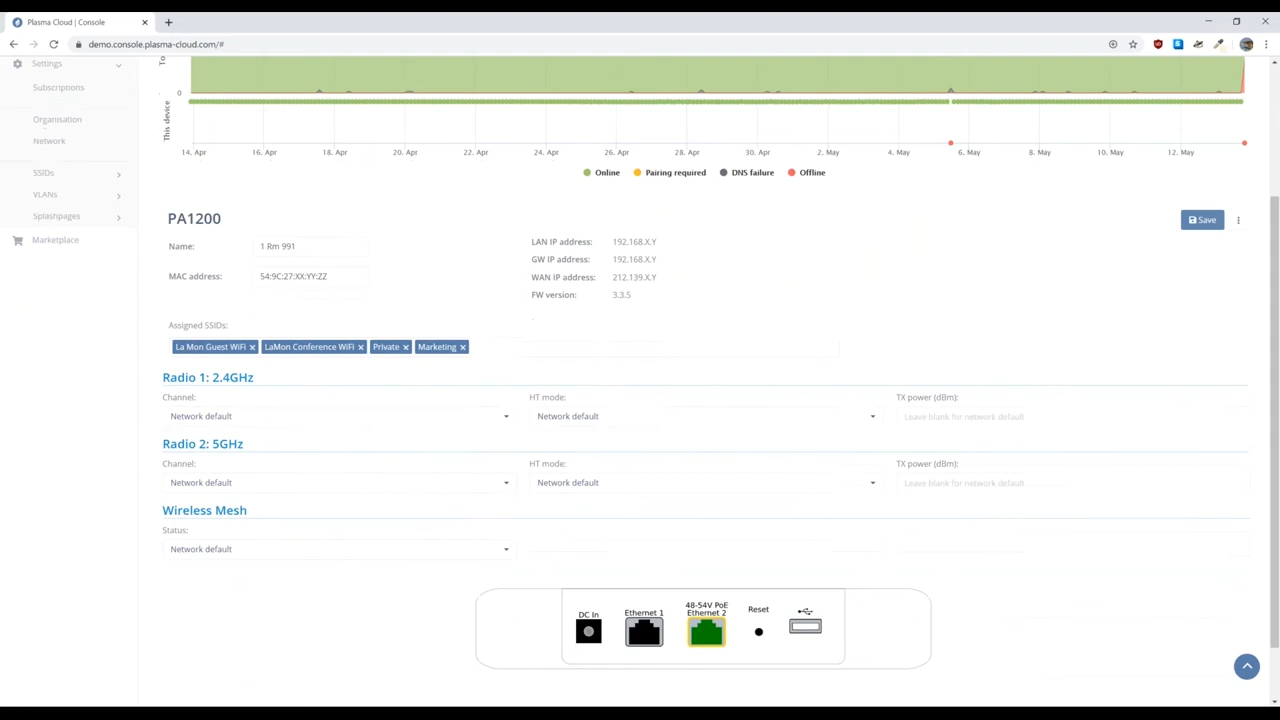 Plasma Cloud | Console
demo.console.plasma-cloud.com/#
Settings
Subscriptions
Organisation
Network
SSIDs
VLANs
Splashpages
Marketplace
To
0
This device
14. Apr 16. Apr 18. Apr 20. Apr 22. Apr 24. Apr 26. Apr 28. Apr 30. Apr 2. May 4. May 6. May 8. May 10. May 12. May
Online Pairing required DNS failure Offline
PA1200
Save
Name: 1 Rm 991
MAC address: 54:9C:27:XX:YY:ZZ
LAN IP address: 192.168.X.Y
GW IP address: 192.168.X.Y
WAN IP address: 212.139.X.Y
FW version: 3.3.5
Assigned SSIDs:
La Mon Guest WiFi LaMon Conference WiFi Private Marketing
Radio 1: 2.4GHz
Channel: HT mode: TX power (dBm):
Network default Network default Leave blank for network default
Radio 2: 5GHz
Channel: HT mode: TX power (dBm):
Network default Network default Leave blank for network default
Wireless Mesh
Status:
Network default
DC In
Ethernet 1
48-54V PoE
Ethernet 2
Reset